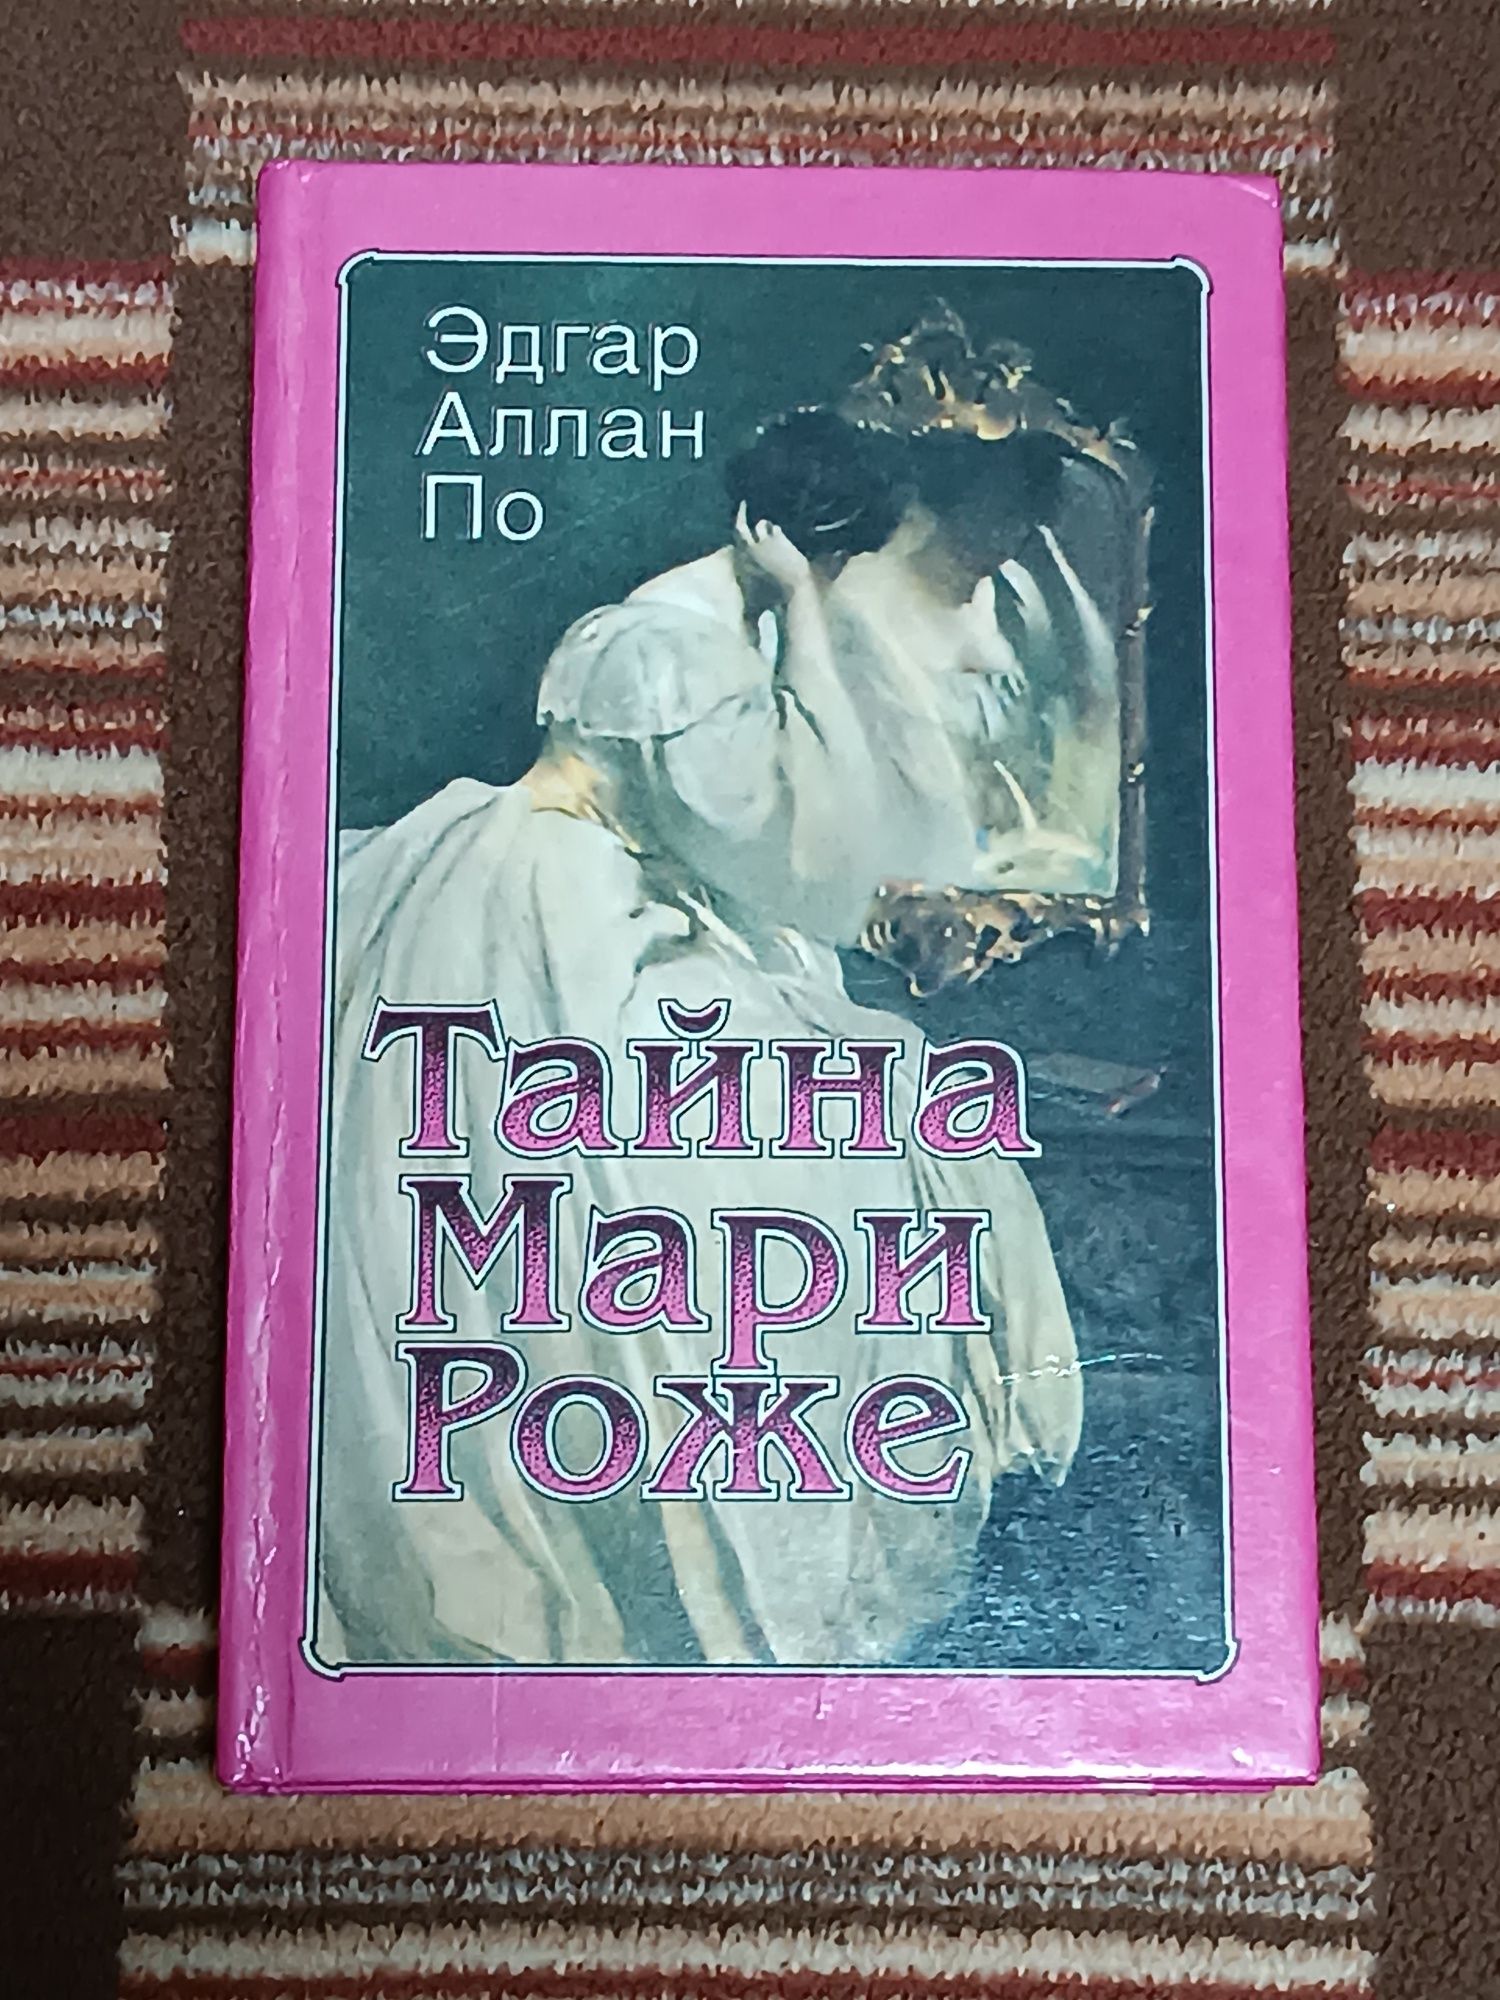 Эдгар
Аллан
По
Тайна
Мари
Роже